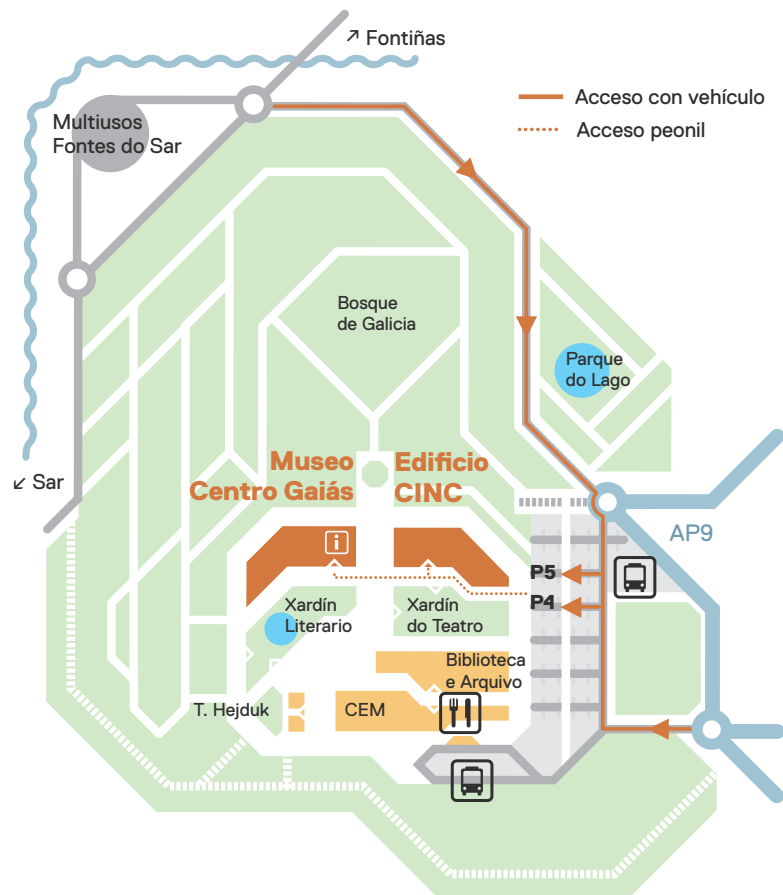 ↗ Fontiñas
Acceso con vehículo
Acceso peonil
Multiusos
Fontes do Sar
Bosque
de Galicia
Parque
do Lago
Museo
Centro Gaiás
Edificio
CINC
↙ Sar
AP9
i
P5
P4
Xardín
Literario
Xardín
do Teatro
Biblioteca
e Arquivo
T. Hejduk
CEM